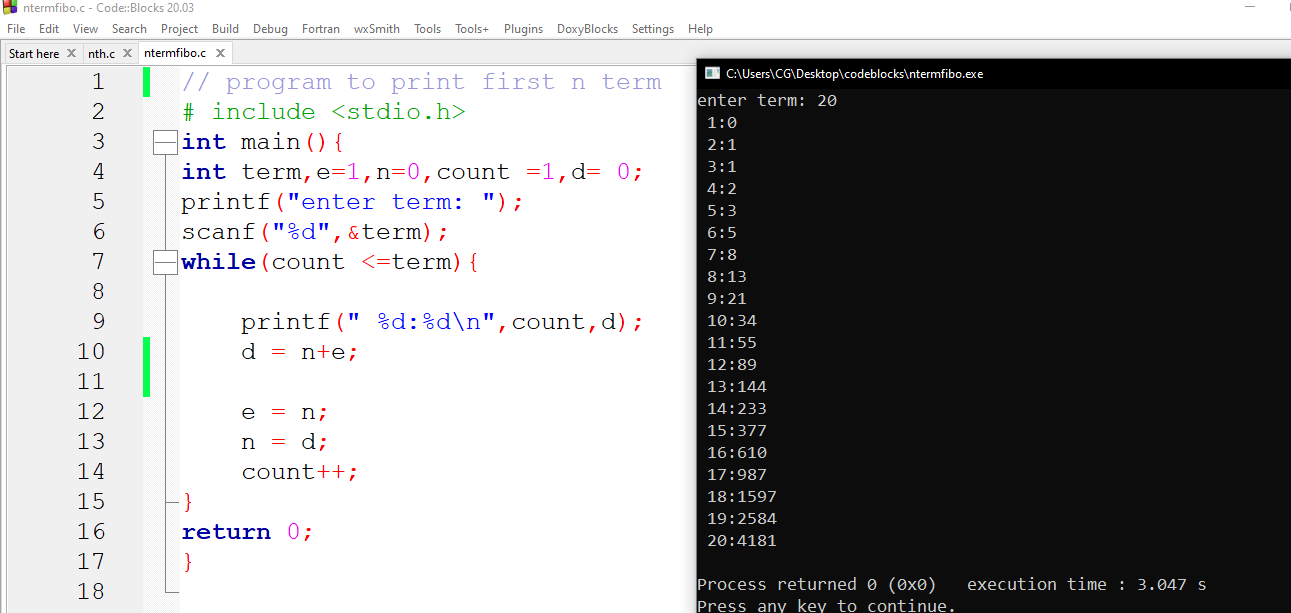 ntermfibo.c - Code::Blocks 20.03
File Edit View Search Project Build Debug Fortran wxSmith Tools Tools+ Plugins DoxyBlocks Settings Help
Start here nth.c ntermfibo.c
1 // program to print first n term
2 # include <stdio.h>
3 int main(){
4 int term,e=1,n=0,count =1,d= 0;
5 printf("enter term: ");
6 scanf("%d",&term);
7 while(count <=term){
8
9 printf(" %d:%d\n",count,d);
10 d = n+e;
11
12 e = n;
13 n = d;
14 count++;
15 }
16 return 0;
17 }
18
C:\Users\CG\Desktop\codeblocks\ntermfibo.exe
enter term: 20
1:0
2:1
3:1
4:2
5:3
6:5
7:8
8:13
9:21
10:34
11:55
12:89
13:144
14:233
15:377
16:610
17:987
18:1597
19:2584
20:4181
Process returned 0 (0x0) execution time : 3.047 s
Press any key to continue.